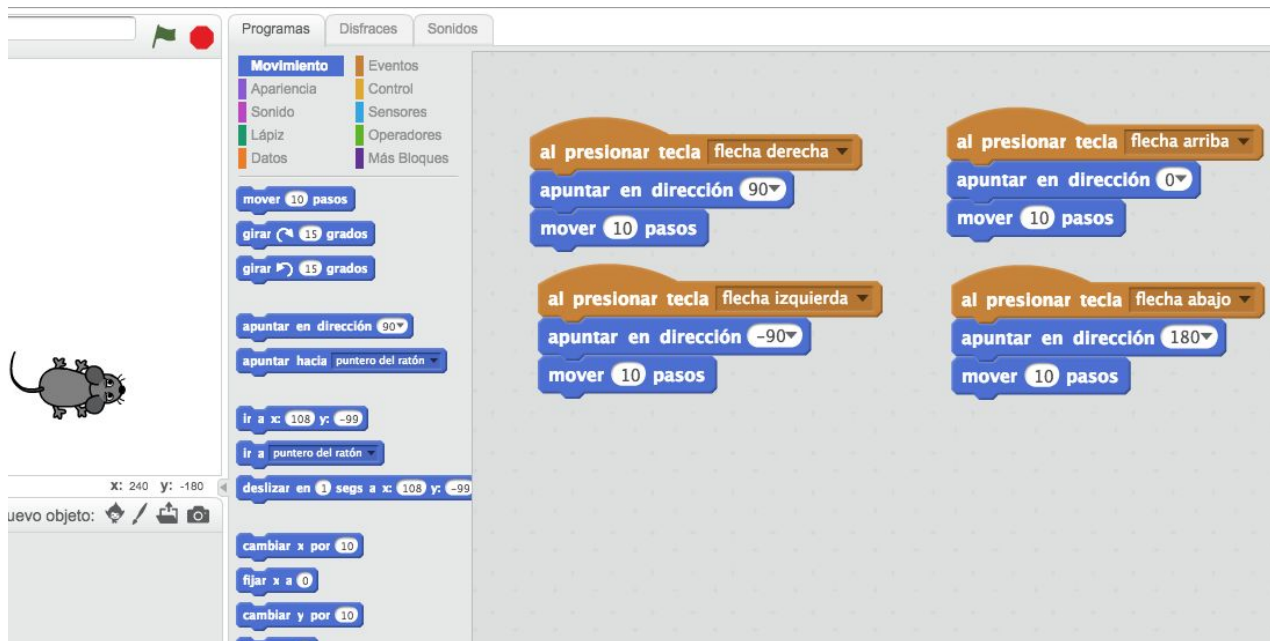 Programas
Disfraces
Sonidos
Movimiento
Eventos
Apariencia
Control
Sonido
Sensores
Lápiz
Operadores
Datos
Más Bloques
mover 10 pasos
girar 15 grados
girar 15 grados
apuntar en dirección 90
apuntar hacia puntero del ratón
ir a x: 108 y: -99
ir a puntero del ratón
deslizar en 1 segs a x: 108 y: -99
cambiar x por 10
fijar x a 0
cambiar y por 10
x: 240 y: -180
uevo objeto:
al presionar tecla flecha derecha
apuntar en dirección 90
mover 10 pasos
al presionar tecla flecha izquierda
apuntar en dirección -90
mover 10 pasos
al presionar tecla flecha arriba
apuntar en dirección 0
mover 10 pasos
al presionar tecla flecha abajo
apuntar en dirección 180
mover 10 pasos